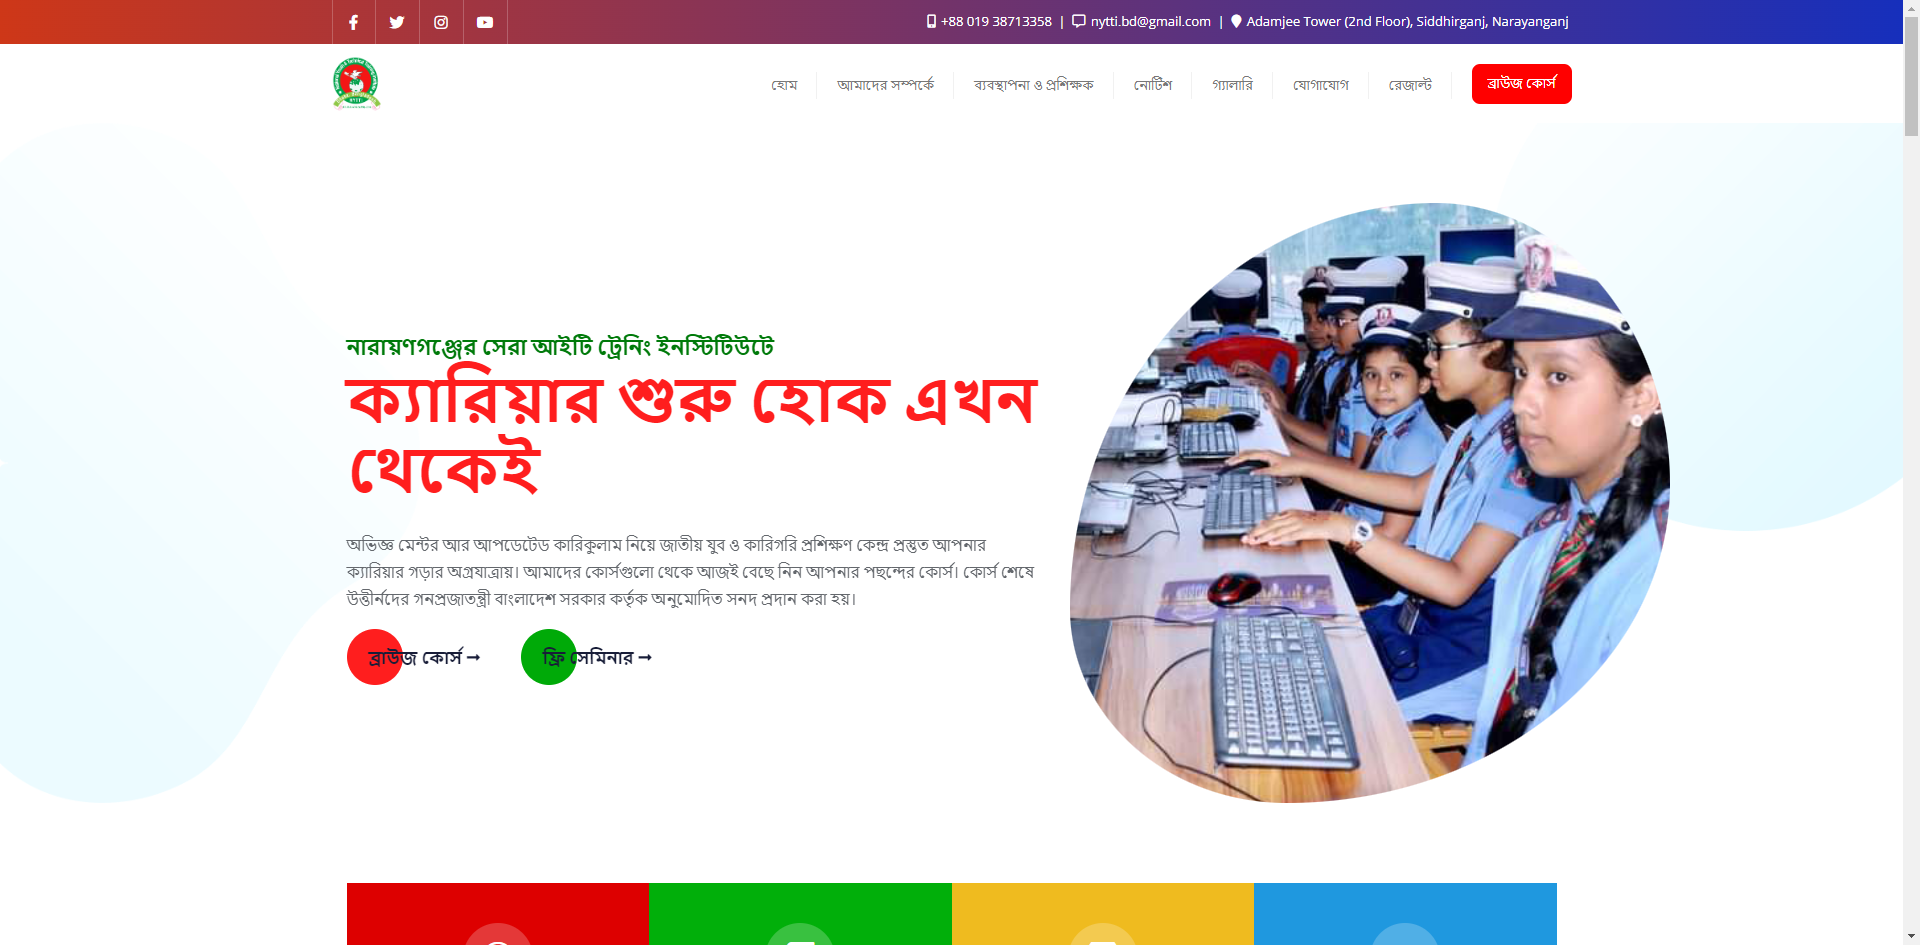 +88 019 38713358 | nytti.bd@gmail.com | Adamjee Tower (2nd Floor), Siddhirganj, Narayanganj
হোম আমাদের সম্পর্কে ব্যবস্থাপনা ও প্রশিক্ষক নোটিশ গ্যালারি যোগাযোগ রেজাল্ট ব্রাউজ কোর্স
নারায়ণগঞ্জের সেরা আইটি ট্রেনিং ইনস্টিটিউটে
ক্যারিয়ার শুরু হোক এখন
থেকেই
অভিজ্ঞ মেন্টর আর আপডেটেড কারিকুলাম নিয়ে জাতীয় যুব ও কারিগরি প্রশিক্ষণ কেন্দ্র প্রস্তুত আপনার
ক্যারিয়ার গড়ার অগ্রযাত্রায়। আমাদের কোর্সগুলো থেকে আজই বেছে নিন আপনার পছন্দের কোর্স। কোর্স শেষে
উত্তীর্নদের গনপ্রজাতন্ত্রী বাংলাদেশ সরকার কর্তৃক অনুমোদিত সনদ প্রদান করা হয়।
ব্রাউজ কোর্স → ফ্রি সেমিনার →